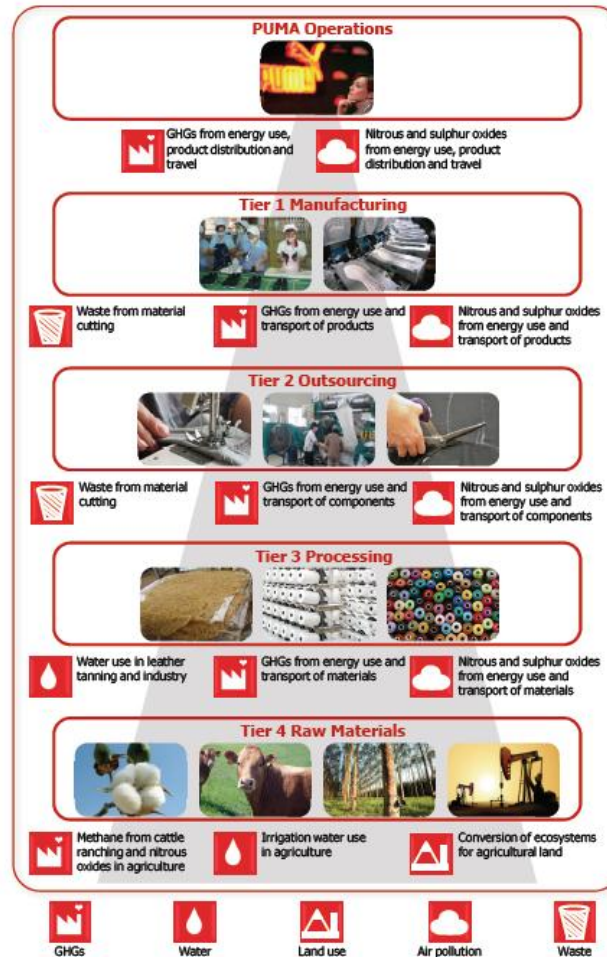 PUMA Operations
GHGs from energy use,
product distribution and
travel
Nitrous and sulphur oxides
from energy use, product
distribution and travel
Tier 1 Manufacturing
Waste from material
cutting
GHGs from energy use and
transport of products
Nitrous and sulphur oxides
from energy use and
transport of products
Tier 2 Outsourcing
Waste from material
cutting
GHGs from energy use and
transport of components
Nitrous and sulphur oxides
from energy use and
transport of components
Tier 3 Processing
Water use in leather
tanning and industry
GHGs from energy use and
transport of materials
Nitrous and sulphur oxides
from energy use and
transport of materials
Tier 4 Raw Materials
Methane from cattle
ranching and nitrous
oxides in agriculture
Irrigation water use
in agriculture
Conversion of ecosystems
for agricultural land
GHGs
Water
Land use
Air pollution
Waste